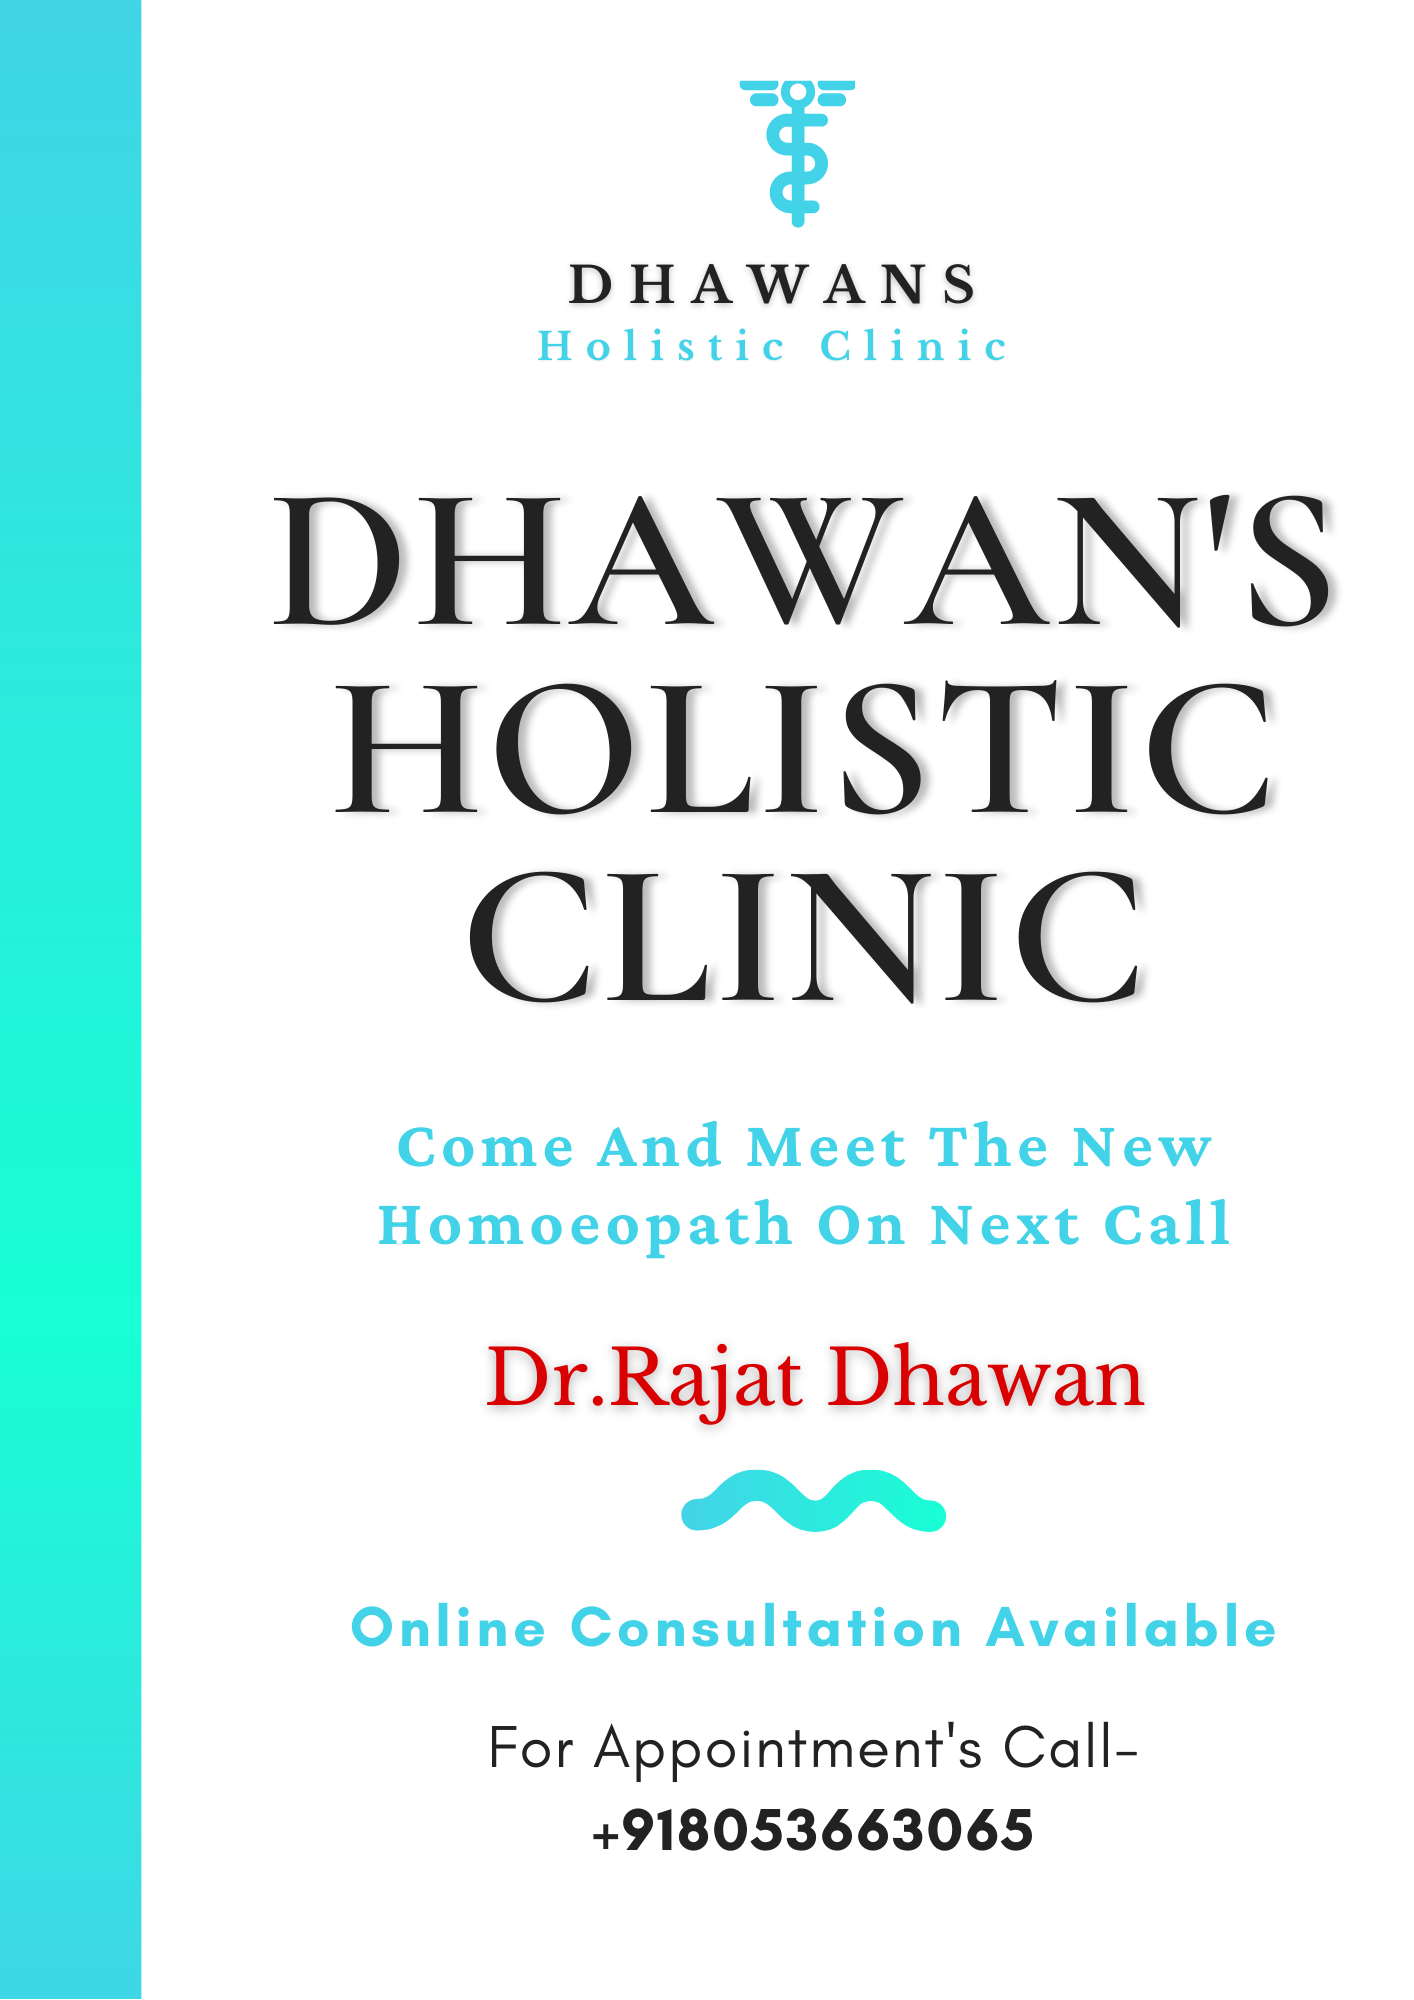 DHAWANS
Holistic Clinic
DHAWAN'S
HOLISTIC
CLINIC
Come And Meet The New
Homoeopath On Next Call
Dr.Rajat Dhawan
Online Consultation Available
For Appointment's Call-
+918053663065